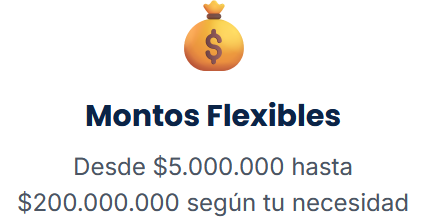 $
Montos Flexibles
Desde $5.000.000 hasta
$200.000.000 según tu necesidad